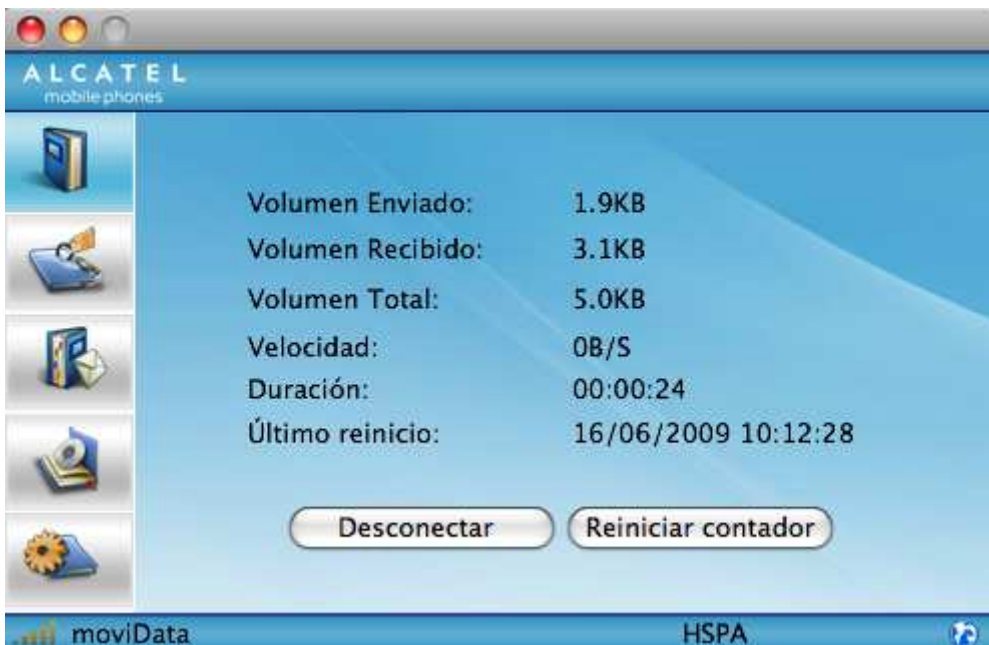 ALCATEL
mobile phones
Volumen Enviado: 1.9KB
Volumen Recibido: 3.1KB
Volumen Total: 5.0KB
Velocidad: 0B/S
Duración: 00:00:24
Último reinicio: 16/06/2009 10:12:28
Desconectar Reiniciar contador
moviData HSPA